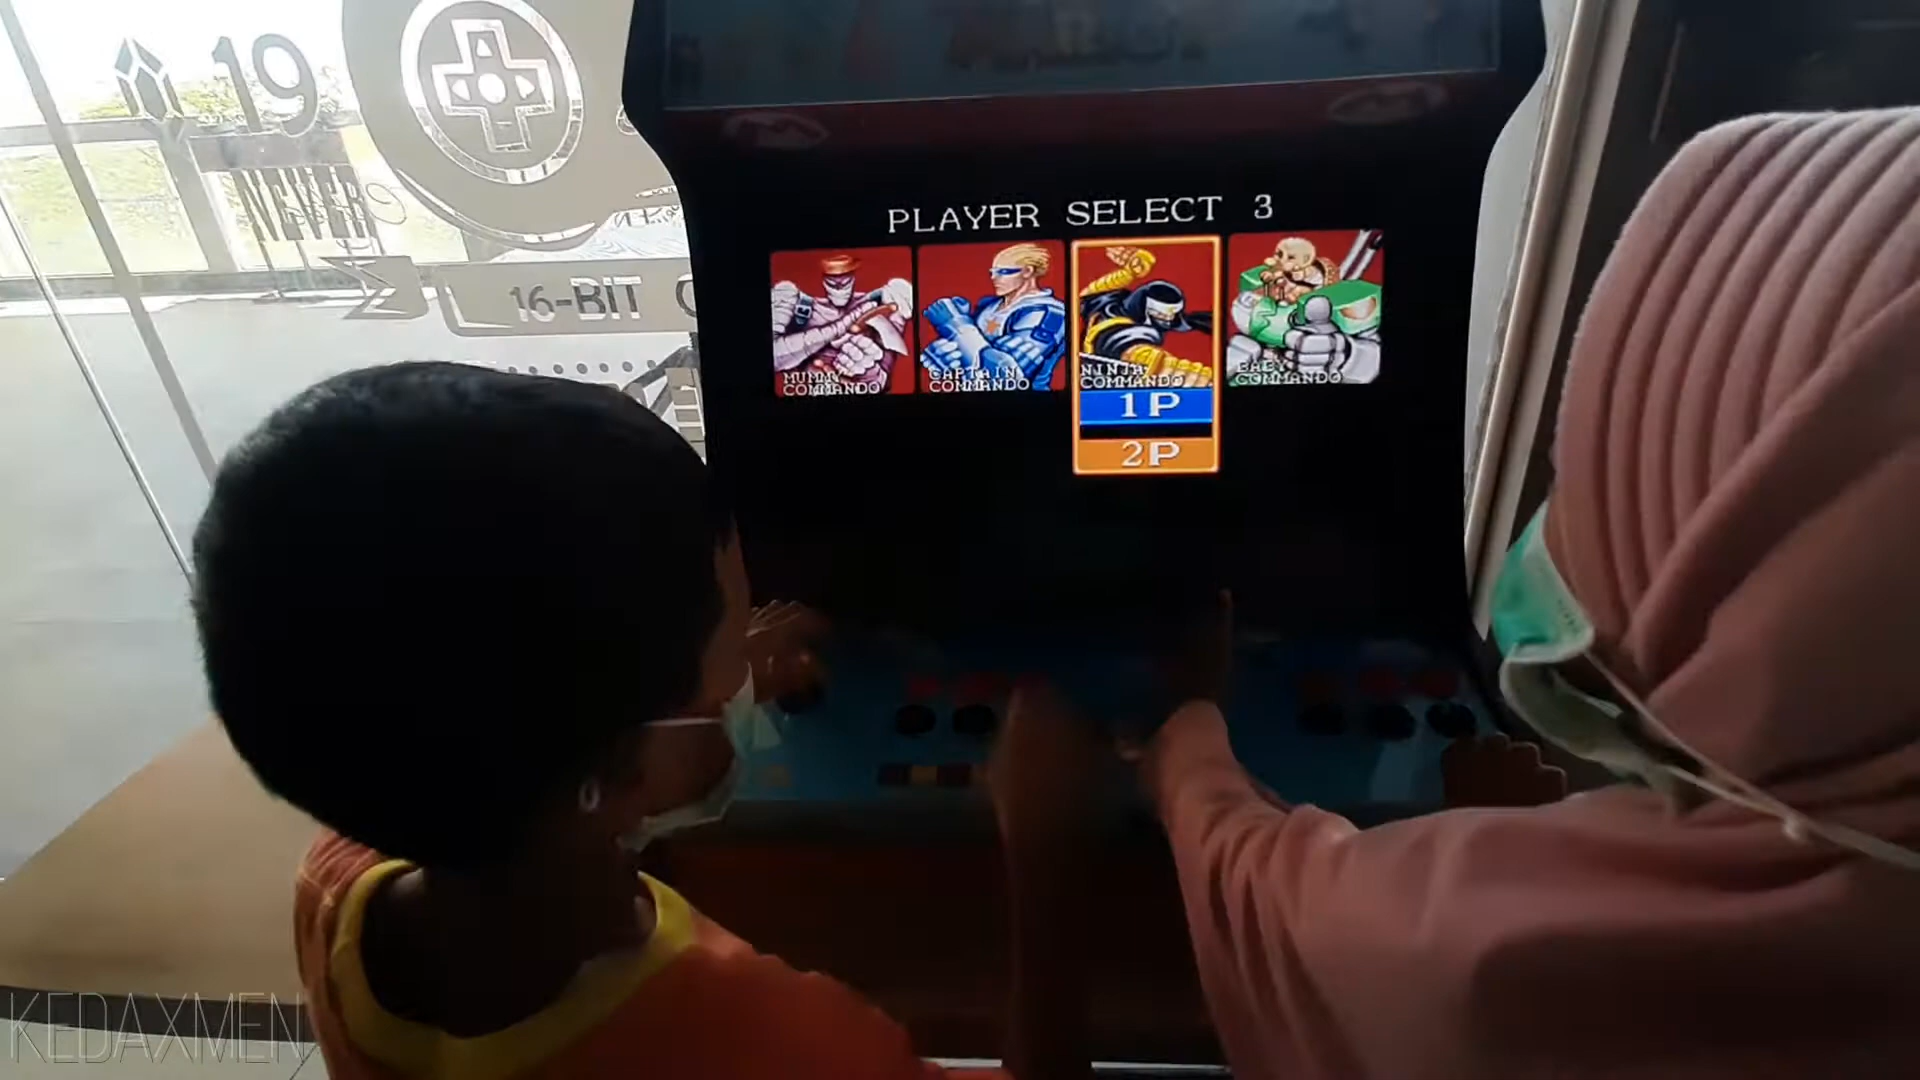 19
NEVER
16-BIT
PLAYER SELECT 3
MUMMY
COMMANDO
CAPTAIN
COMMANDO
NINJA
COMMANDO
BABY
COMMANDO
1P
2P
KEDAXMEN